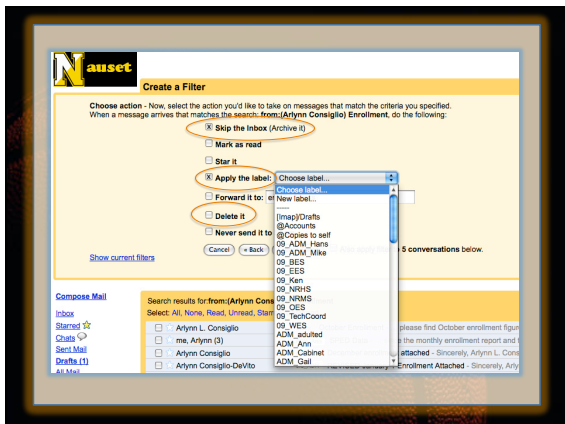 Nauset
Create a Filter
Choose action - Now, select the action you'd like to take on messages that match the criteria you specified.
When a message arrives that matches the search: from:(Arlynn Consiglio) Enrollment, do the following:
Skip the Inbox (Archive it)
Mark as read
Star it
Apply the label: Choose label...
Choose label...
Forward it to:
New label...
-----
[Imap]/Drafts
Delete it
@Accounts
@Copies to self
Never send it to
09_ADM_Hans
09_ADM_Mike
Cancel « Back 5 conversations below.
Show current filters
09_BES
09_EES
09_Ken
09_NRHS
09_NRMS
09_OES
09_TechCoord
09_WES
ADM_adulted
ADM_Ann
ADM_Cabinet
ADM_Gail
Compose Mail
Inbox
Starred
Chats
Sent Mail
Drafts (1)
All Mail
Search results for:from:(Arlynn Cons
Select: All, None, Read, Unread, Starr
Arlynn L. Consiglio please find October enrollment figur
me, Arlynn (3) the monthly enrollment report and t
Arlynn Consiglio attached - Sincerely, Arlynn L. Cons
Arlynn Consiglio-DeVito Enrollment Attached - Sincerely, Arly